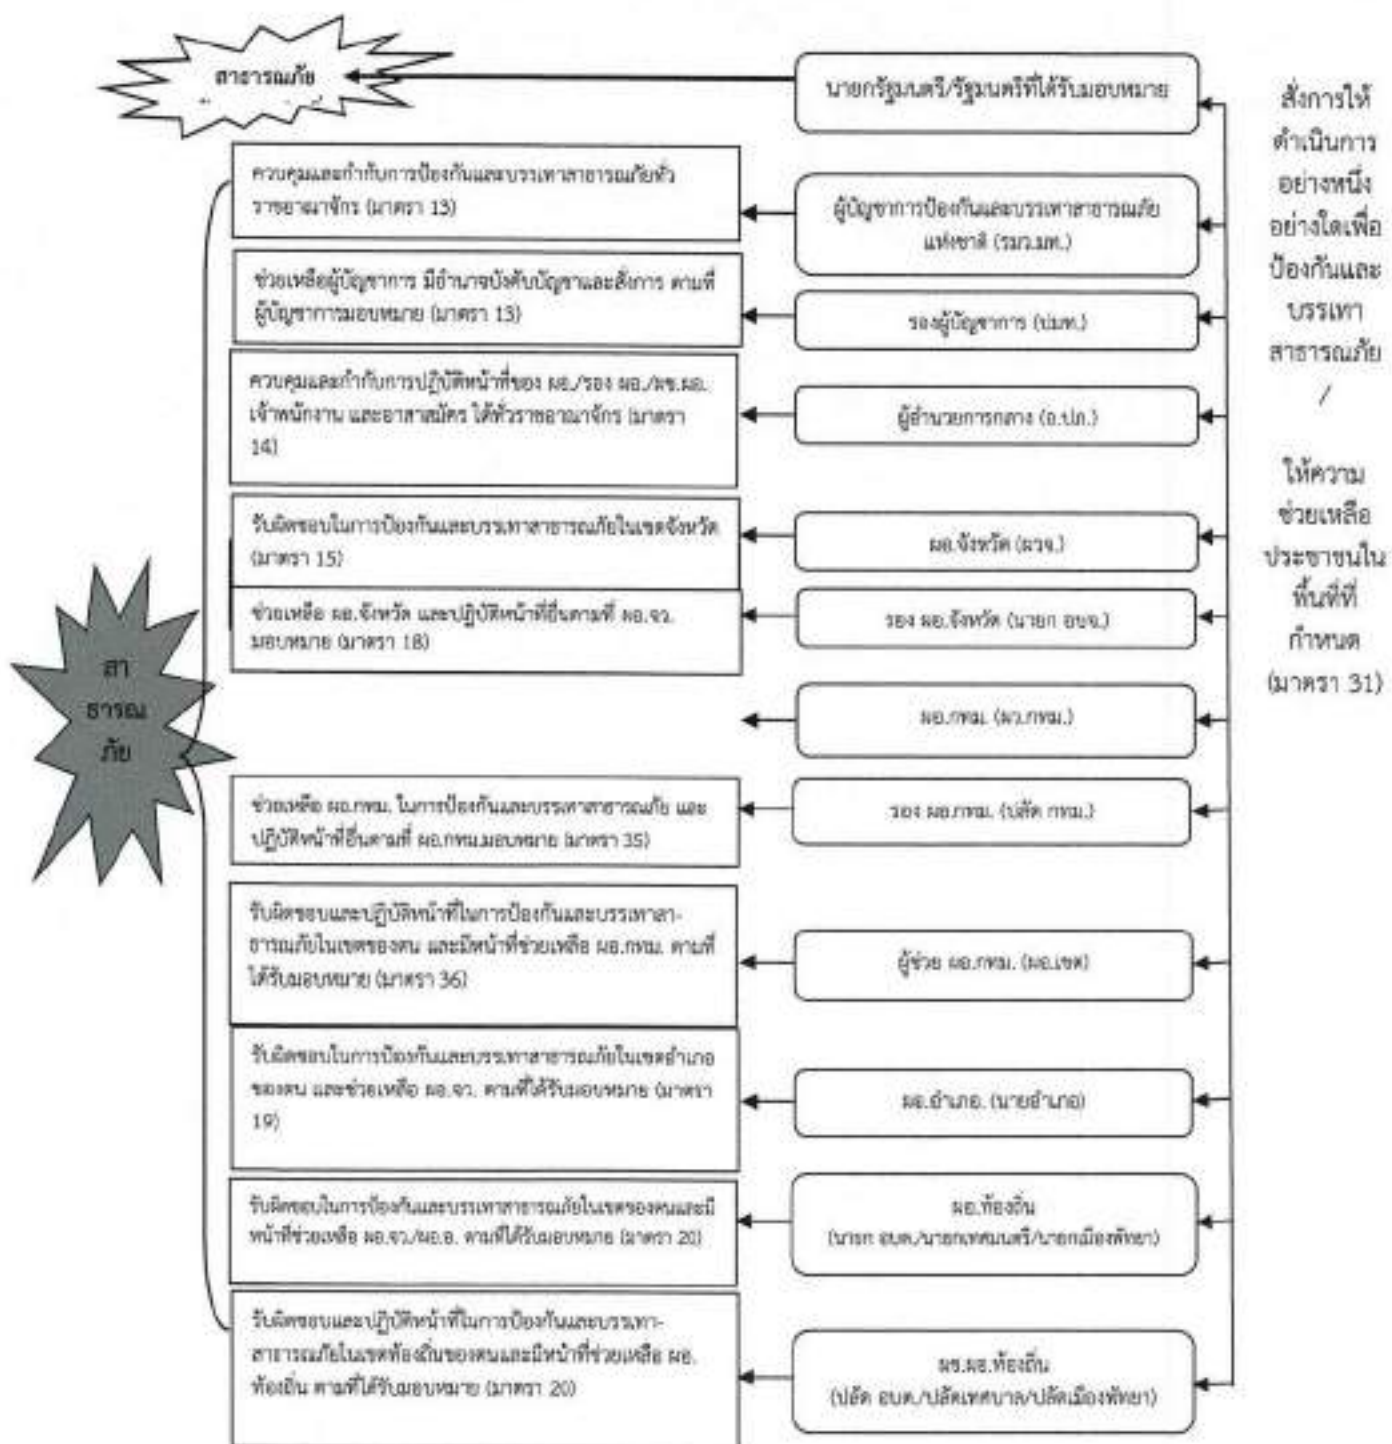 สาธารณภัย
นายกรัฐมนตรี/รัฐมนตรีที่ได้รับมอบหมาย
ควบคุมและกำกับการป้องกันและบรรเทาสาธารณภัยทั่ว
ราชอาณาจักร (มาตรา 13)
ผู้บัญชาการป้องกันและบรรเทาสาธารณภัย
แห่งชาติ (รมว.มท.)
ช่วยเหลือผู้บัญชาการ มีอำนาจบังคับบัญชาและสั่งการ ตามที่
ผู้บัญชาการมอบหมาย (มาตรา 13)
รองผู้บัญชาการ (ปมท.)
ควบคุมและกำกับการปฏิบัติหน้าที่ของ ผอ./รอง ผอ./ผช.ผอ.
เจ้าพนักงาน และอาสาสมัคร ได้ทั่วราชอาณาจักร (มาตรา
14)
ผู้อำนวยการกลาง (อ.ปภ.)
รับผิดชอบในการป้องกันและบรรเทาสาธารณภัยในเขตจังหวัด
(มาตรา 15)
ผอ.จังหวัด (ผวจ.)
ช่วยเหลือ ผอ.จังหวัด และปฏิบัติหน้าที่อื่นตามที่ ผอ.จว.
มอบหมาย (มาตรา 18)
รอง ผอ.จังหวัด (นายก อบจ.)
ผอ.กทม. (ผว.กทม.)
ช่วยเหลือ ผอ.กทม. ในการป้องกันและบรรเทาสาธารณภัย และ
ปฏิบัติหน้าที่อื่นตามที่ ผอ.กทม.มอบหมาย (มาตรา 35)
รอง ผอ.กทม. (ปลัด กทม.)
รับผิดชอบและปฏิบัติหน้าที่ในการป้องกันและบรรเทาสา-
ธารณภัยในเขตของตน และมีหน้าที่ช่วยเหลือ ผอ.กทม. ตามที่
ได้รับมอบหมาย (มาตรา 36)
ผู้ช่วย ผอ.กทม. (ผอ.เขต)
รับผิดชอบในการป้องกันและบรรเทาสาธารณภัยในเขตอำเภอ
ของตน และช่วยเหลือ ผอ.จว. ตามที่ได้รับมอบหมาย (มาตรา
19)
ผอ.อำเภอ. (นายอำเภอ)
รับผิดชอบในการป้องกันและบรรเทาสาธารณภัยในเขตของตนและมี
หน้าที่ช่วยเหลือ ผอ.จว./ผอ.อ. ตามที่ได้รับมอบหมาย (มาตรา 20)
ผอ.ท้องถิ่น
(นายก อบต./นายกเทศมนตรี/นายกเมืองพัทยา)
รับผิดชอบและปฏิบัติหน้าที่ในการป้องกันและบรรเทา-
สาธารณภัยในเขตท้องถิ่นของตนและมีหน้าที่ช่วยเหลือ ผอ.
ท้องถิ่น ตามที่ได้รับมอบหมาย (มาตรา 20)
ผช.ผอ.ท้องถิ่น
(ปลัด อบต./ปลัดเทศบาล/ปลัดเมืองพัทยา)
สา
ธารณ
ภัย
สั่งการให้
ดำเนินการ
อย่างหนึ่ง
อย่างใดเพื่อ
ป้องกันและ
บรรเทา
สาธารณภัย
/
ให้ความ
ช่วยเหลือ
ประชาชนใน
พื้นที่ที่
กำหนด
(มาตรา 31)